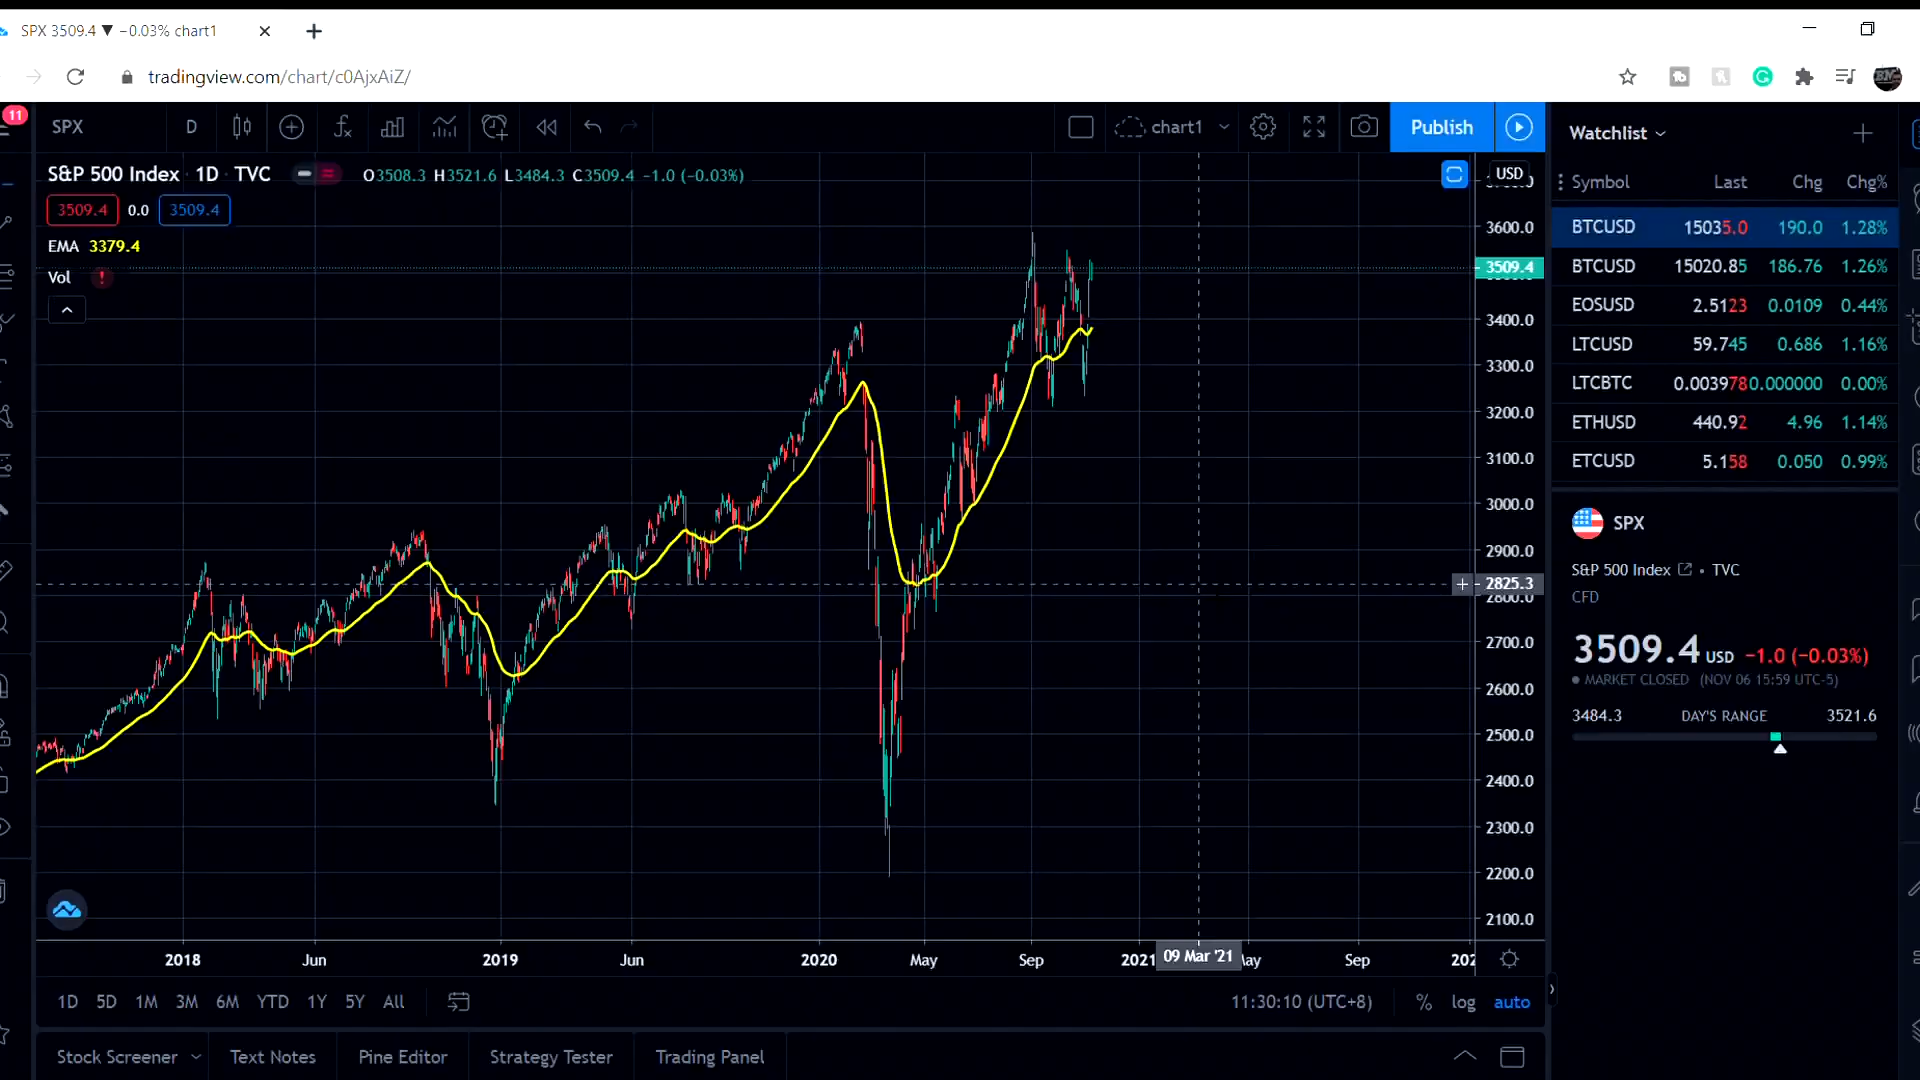 SPX 3509.4 ▼ −0.03% chart1
tradingview.com/chart/c0AjxAiZ/
11
SPX D chart1 Publish
S&P 500 Index · 1D · TVC O3508.3 H3521.6 L3484.3 C3509.4 −1.0 (−0.03%)
3509.4 0.0 3509.4
EMA 3379.4
Vol !
USD
3600.0
3509.4
3400.0
3300.0
3200.0
3100.0
3000.0
2900.0
2825.3
2800.0
2700.0
2600.0
2500.0
2400.0
2300.0
2200.0
2100.0
2018 Jun 2019 Jun 2020 May Sep 2021 09 Mar '21 Sep
1D 5D 1M 3M 6M YTD 1Y 5Y All 11:30:10 (UTC+8) % log auto
Stock Screener Text Notes Pine Editor Strategy Tester Trading Panel
Watchlist
Symbol Last Chg Chg%
BTCUSD 15035.0 190.0 1.28%
BTCUSD 15020.85 186.76 1.26%
EOSUSD 2.5123 0.0109 0.44%
LTCUSD 59.745 0.686 1.16%
LTCBTC 0.003978 0.000000 0.00%
ETHUSD 440.92 4.96 1.14%
ETCUSD 5.158 0.050 0.99%
SPX
S&P 500 Index • TVC
CFD
3509.4 USD −1.0 (−0.03%)
MARKET CLOSED (NOV 06 15:59 UTC-5)
3484.3 DAY'S RANGE 3521.6